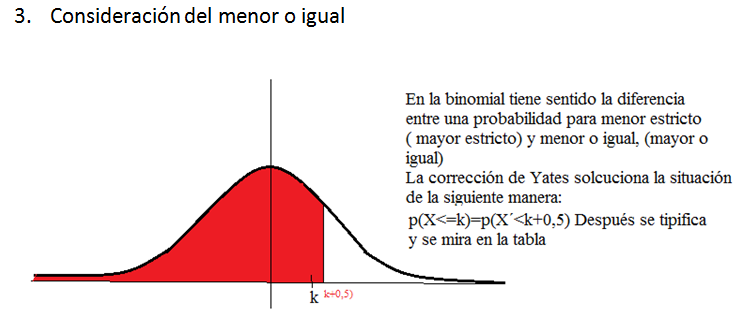 3. Consideración del menor o igual
En la binomial tiene sentido la diferencia
entre una probabilidad para menor estricto
( mayor estricto) y menor o igual, (mayor o
igual)
La corrección de Yates solcuciona la situación
de la siguiente manera:
p(X<=k)=p(X´<k+0,5) Después se tipifica
y se mira en la tabla
k k+0,5)